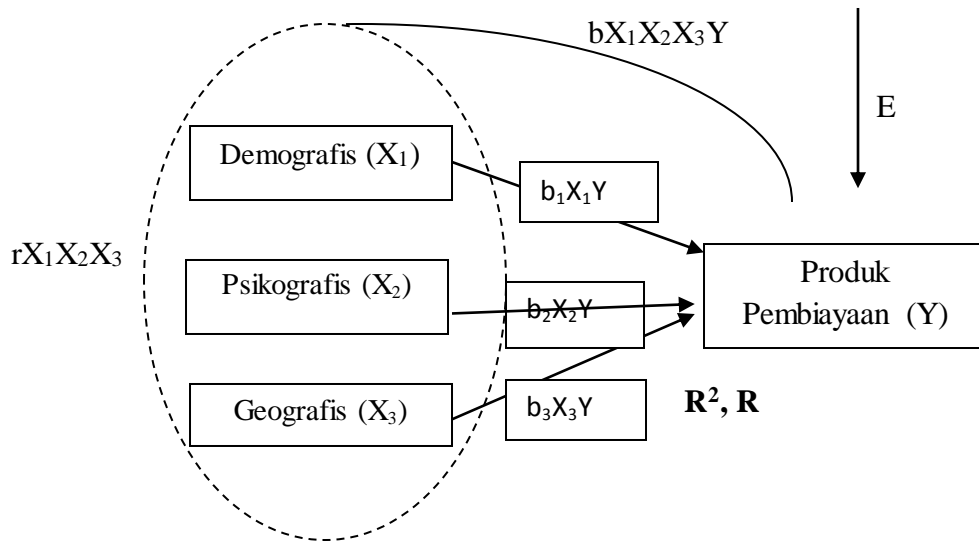 bX₁X₂X₃Y
E
Demografis (X₁)
b₁X₁Y
rX₁X₂X₃
Psikografis (X₂)
b₂X₂Y
Produk
Pembiayaan (Y)
Geografis (X₃)
b₃X₃Y
R², R